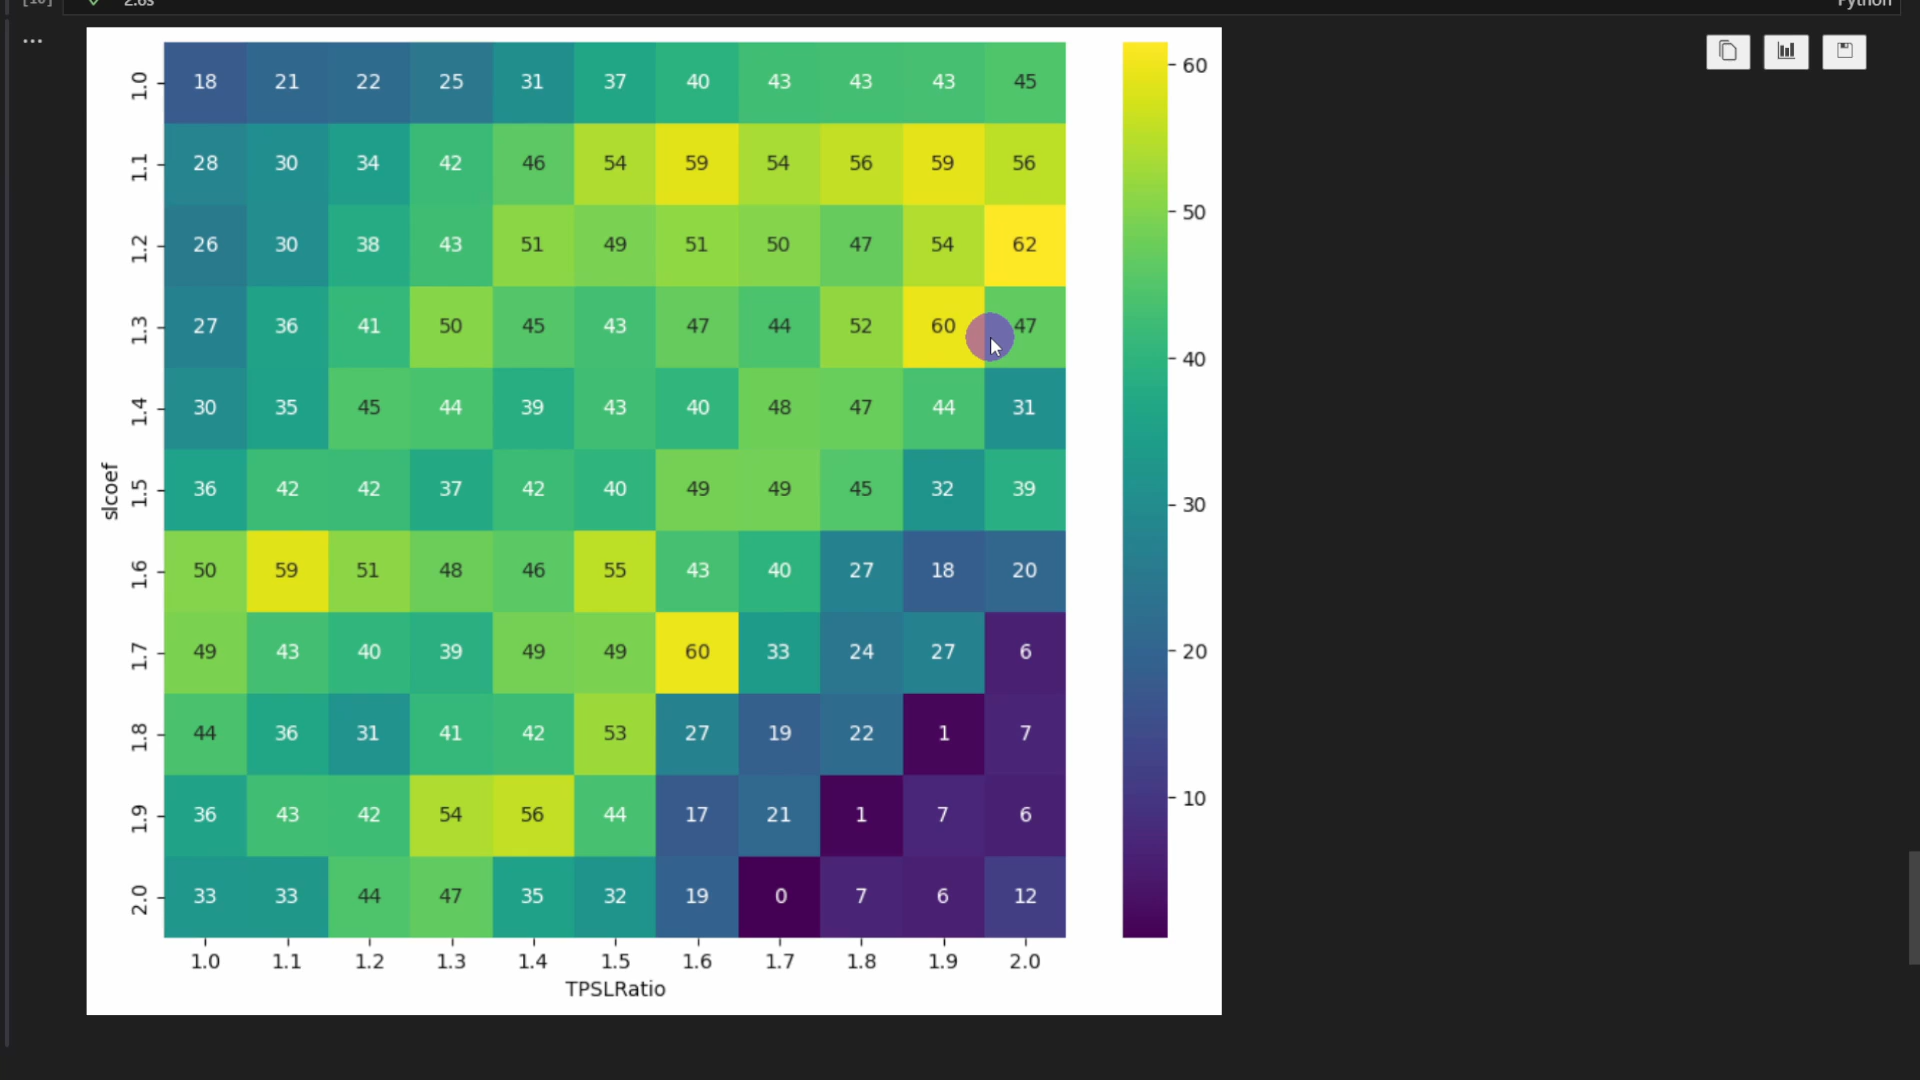 [10] 2.6s Python
...
1.0 18 21 22 25 31 37 40 43 43 43 45
1.1 28 30 34 42 46 54 59 54 56 59 56
1.2 26 30 38 43 51 49 51 50 47 54 62
1.3 27 36 41 50 45 43 47 44 52 60 47
1.4 30 35 45 44 39 43 40 48 47 44 31
1.5 36 42 42 37 42 40 49 49 45 32 39
1.6 50 59 51 48 46 55 43 40 27 18 20
1.7 49 43 40 39 49 49 60 33 24 27 6
1.8 44 36 31 41 42 53 27 19 22 1 7
1.9 36 43 42 54 56 44 17 21 1 7 6
2.0 33 33 44 47 35 32 19 0 7 6 12
slcoef
1.0 1.1 1.2 1.3 1.4 1.5 1.6 1.7 1.8 1.9 2.0
TPSLRatio
60
50
40
30
20
10